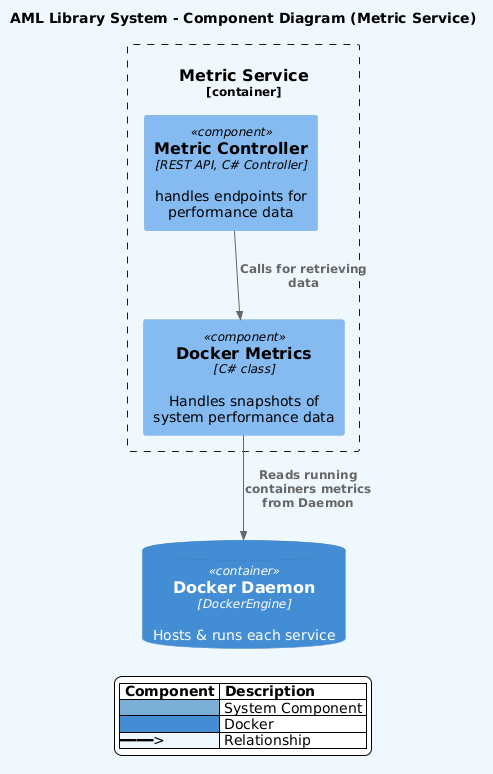 AML Library System - Component Diagram (Metric Service)
Metric Service
[container]
«component»
Metric Controller
[REST API, C# Controller]
handles endpoints for
performance data
Calls for retrieving
data
«component»
Docker Metrics
[C# class]
Handles snapshots of
system performance data
Reads running
containers metrics
from Daemon
«container»
Docker Daemon
[DockerEngine]
Hosts & runs each service
Component Description
System Component
Docker
━━━━> Relationship